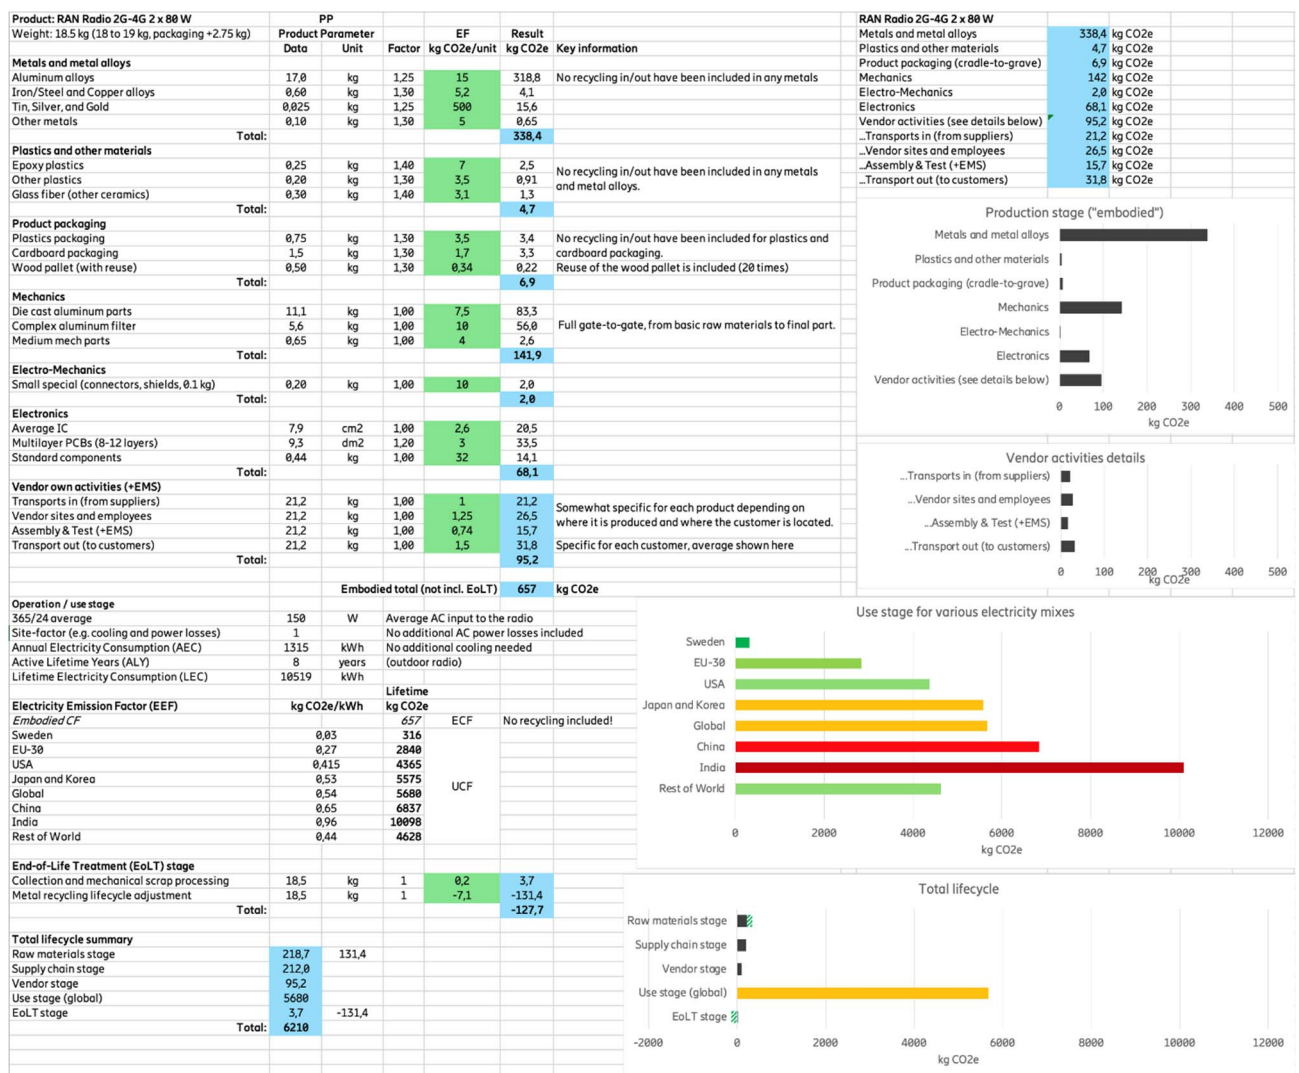 Product: RAN Radio 2G-4G 2 x 80 W PP
Weight: 18.5 kg (18 to 19 kg, packaging +2.75 kg) Product Parameter EF Result
Data Unit Factor kg CO2e/unit kg CO2e Key information
Metals and metal alloys
Aluminum alloys 17,0 kg 1,25 15 318,8 No recycling in/out have been included in any metals
Iron/Steel and Copper alloys 0,60 kg 1,30 5,2 4,1
Tin, Silver, and Gold 0,025 kg 1,25 500 15,6
Other metals 0,10 kg 1,30 5 0,65
Total: 338,4
Plastics and other materials
Epoxy plastics 0,25 kg 1,40 7 2,5
Other plastics 0,20 kg 1,30 3,5 0,91
Glass fiber (other ceramics) 0,30 kg 1,40 3,1 1,3
No recycling in/out have been included in any metals
and metal alloys.
Total: 4,7
Product packaging
Plastics packaging 0,75 kg 1,30 3,5 3,4 No recycling in/out have been included for plastics and
Cardboard packaging 1,5 kg 1,30 1,7 3,3 cardboard packaging.
Wood pallet (with reuse) 0,50 kg 1,30 0,34 0,22 Reuse of the wood pallet is included (20 times)
Total: 6,9
Mechanics
Die cast aluminum parts 11,1 kg 1,00 7,5 83,3
Complex aluminum filter 5,6 kg 1,00 10 56,0 Full gate-to-gate, from basic raw materials to final part.
Medium mech parts 0,65 kg 1,00 4 2,6
Total: 141,9
Electro-Mechanics
Small special (connectors, shields, 0.1 kg) 0,20 kg 1,00 10 2,0
Total: 2,0
Electronics
Average IC 7,9 cm2 1,00 2,6 20,5
Multilayer PCBs (8-12 layers) 9,3 dm2 1,20 3 33,5
Standard components 0,44 kg 1,00 32 14,1
Total: 68,1
Vendor own activities (+EMS)
Transports in (from suppliers) 21,2 kg 1,00 1 21,2
Vendor sites and employees 21,2 kg 1,00 1,25 26,5
Assembly & Test (+EMS) 21,2 kg 1,00 0,74 15,7
Somewhat specific for each product depending on
where it is produced and where the customer is located.
Transport out (to customers) 21,2 kg 1,00 1,5 31,8 Specific for each customer, average shown here
Total: 95,2
Embodied total (not incl. EoLT) 657 kg CO2e
Operation / use stage
365/24 average 150 W Average AC input to the radio
Site-factor (e.g. cooling and power losses) 1 No additional AC power losses included
Annual Electricity Consumption (AEC) 1315 kWh No additional cooling needed
Active Lifetime Years (ALY) 8 years (outdoor radio)
Lifetime Electricity Consumption (LEC) 10519 kWh
Lifetime
Electricity Emission Factor (EEF) kg CO2e/kWh kg CO2e
Embodied CF 657 ECF No recycling included!
Sweden 0,03 316
EU-30 0,27 2840
USA 0,415 4365
Japan and Korea 0,53 5575
UCF
Global 0,54 5680
China 0,65 6837
India 0,96 10098
Rest of World 0,44 4628
End-of-Life Treatment (EoLT) stage
Collection and mechanical scrap processing 18,5 kg 1 0,2 3,7
Metal recycling lifecycle adjustment 18,5 kg 1 -7,1 -131,4
Total: -127,7
Total lifecycle summary
Raw materials stage 218,7 131,4
Supply chain stage 212,0
Vendor stage 95,2
Use stage (global) 5680
EoLT stage 3,7 -131,4
Total: 6210
RAN Radio 2G-4G 2 x 80 W
Metals and metal alloys 338,4 kg CO2e
Plastics and other materials 4,7 kg CO2e
Product packaging (cradle-to-grave) 6,9 kg CO2e
Mechanics 142 kg CO2e
Electro-Mechanics 2,0 kg CO2e
Electronics 68,1 kg CO2e
Vendor activities (see details below) 95,2 kg CO2e
...Transports in (from suppliers) 21,2 kg CO2e
...Vendor sites and employees 26,5 kg CO2e
...Assembly & Test (+EMS) 15,7 kg CO2e
...Transport out (to customers) 31,8 kg CO2e
Production stage ("embodied")
Metals and metal alloys
Plastics and other materials
Product packaging (cradle-to-grave)
Mechanics
Electro-Mechanics
Electronics
Vendor activities (see details below)
0 100 200 300 400 500
kg CO2e
Vendor activities details
...Transports in (from suppliers)
...Vendor sites and employees
...Assembly & Test (+EMS)
...Transport out (to customers)
0 100 200 300 400 500
kg CO2e
Use stage for various electricity mixes
Sweden
EU-30
USA
Japan and Korea
Global
China
India
Rest of World
0 2000 4000 6000 8000 10000 12000
kg CO2e
Total lifecycle
Raw materials stage
Supply chain stage
Vendor stage
Use stage (global)
EoLT stage
-2000 0 2000 4000 6000 8000 10000 12000
kg CO2e